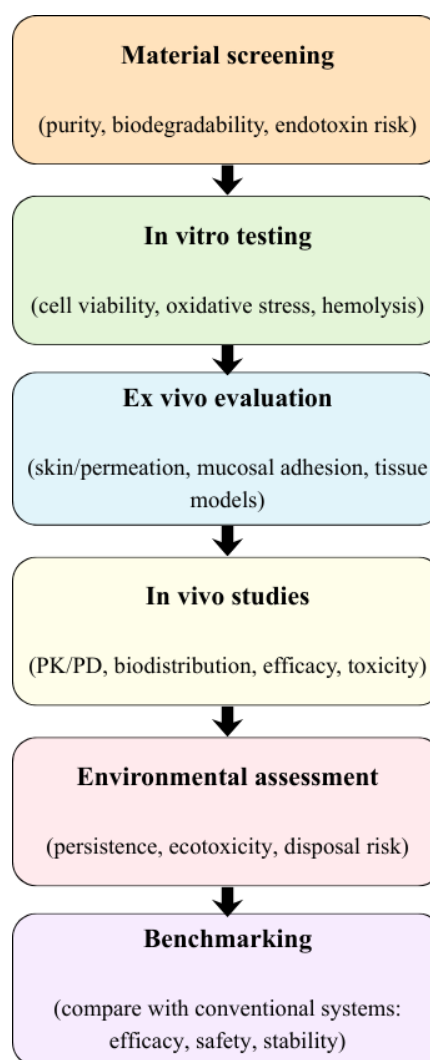 Material screening
(purity, biodegradability, endotoxin risk)
In vitro testing
(cell viability, oxidative stress, hemolysis)
Ex vivo evaluation
(skin/permeation, mucosal adhesion, tissue
models)
In vivo studies
(PK/PD, biodistribution, efficacy, toxicity)
Environmental assessment
(persistence, ecotoxicity, disposal risk)
Benchmarking
(compare with conventional systems:
efficacy, safety, stability)